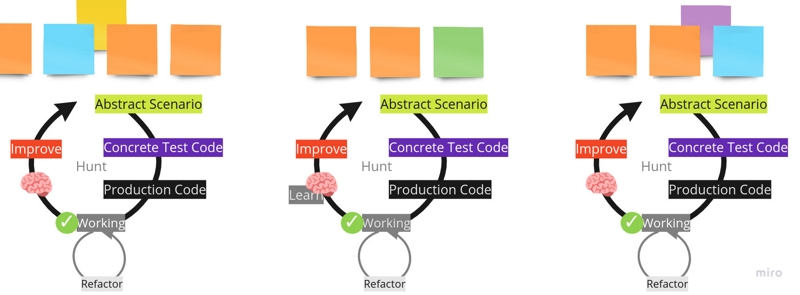 Abstract Scenario
Improve
Concrete Test Code
Hunt
Production Code
Working
Refactor
Abstract Scenario
Improve
Concrete Test Code
Hunt
Learn
Production Code
Working
Refactor
Abstract Scenario
Improve
Concrete Test Code
Hunt
Production Code
Working
Refactor
miro